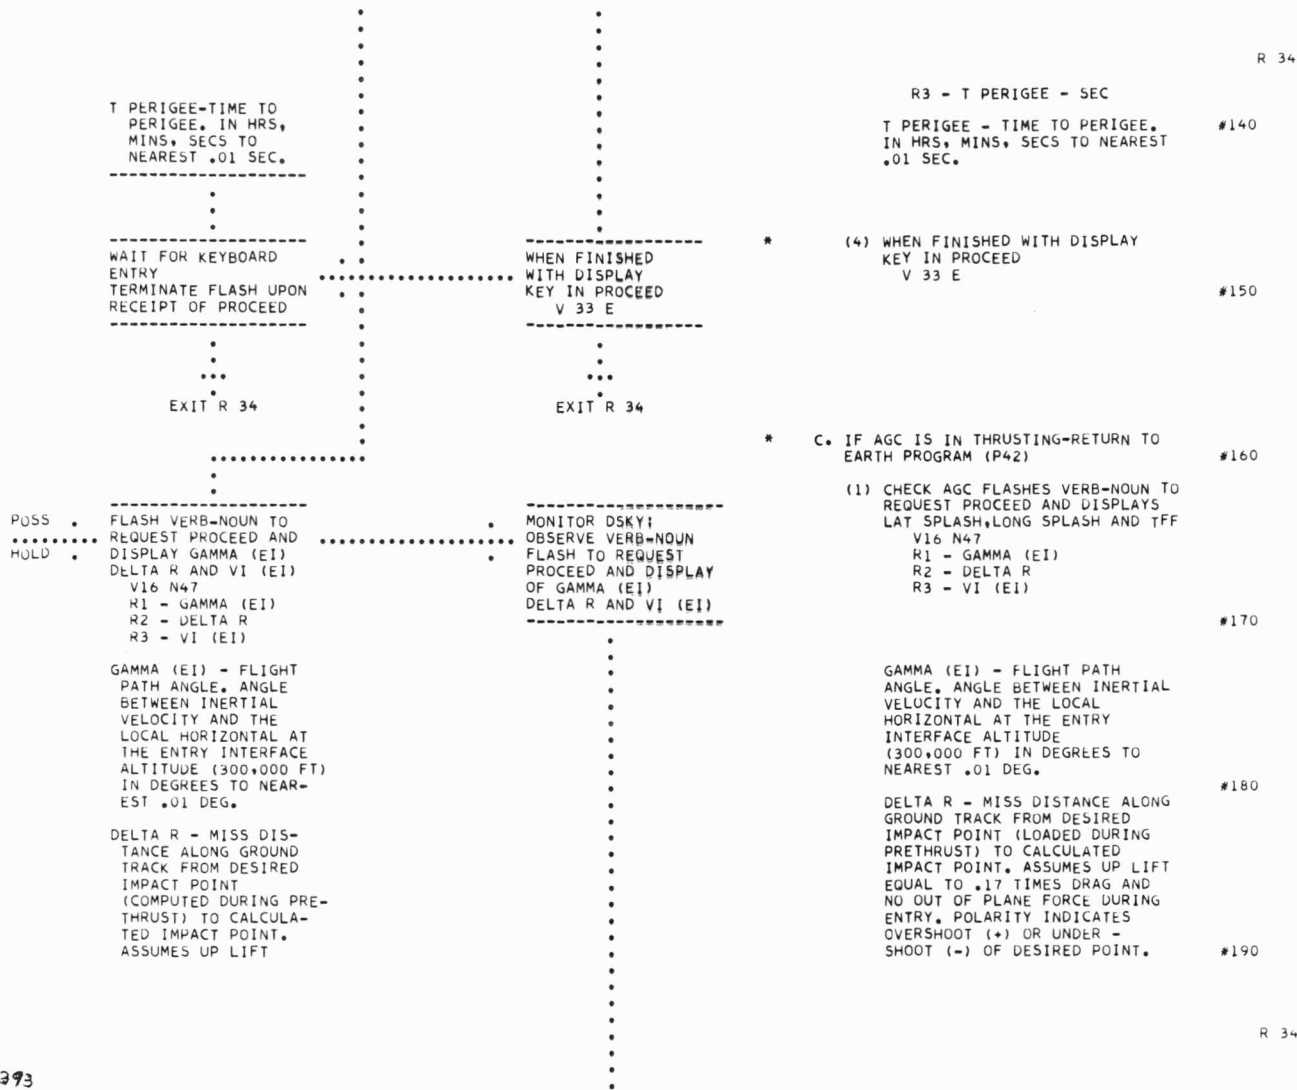 R 34
T PERIGEE-TIME TO
PERIGEE. IN HRS,
MINS, SECS TO
NEAREST .01 SEC.
WAIT FOR KEYBOARD
ENTRY
TERMINATE FLASH UPON
RECEIPT OF PROCEED
EXIT R 34
POSS
HOLD
FLASH VERB-NOUN TO
REQUEST PROCEED AND
DISPLAY GAMMA (EI)
DELTA R AND VI (EI)
V16 N47
R1 - GAMMA (EI)
R2 - DELTA R
R3 - VI (EI)
GAMMA (EI) - FLIGHT
PATH ANGLE. ANGLE
BETWEEN INERTIAL
VELOCITY AND THE
LOCAL HORIZONTAL AT
THE ENTRY INTERFACE
ALTITUDE (300,000 FT)
IN DEGREES TO NEAR-
EST .01 DEG.
DELTA R - MISS DIS-
TANCE ALONG GROUND
TRACK FROM DESIRED
IMPACT POINT
(COMPUTED DURING PRE-
THRUST) TO CALCULA-
TED IMPACT POINT.
ASSUMES UP LIFT
WHEN FINISHED
WITH DISPLAY
KEY IN PROCEED
V 33 E
EXIT R 34
MONITOR DSKY;
OBSERVE VERB-NOUN
FLASH TO REQUEST
PROCEED AND DISPLAY
OF GAMMA (EI)
DELTA R AND VI (EI)
R3 - T PERIGEE - SEC
T PERIGEE - TIME TO PERIGEE. #140
IN HRS, MINS, SECS TO NEAREST
.01 SEC.
* (4) WHEN FINISHED WITH DISPLAY
KEY IN PROCEED
V 33 E
#150
* C. IF AGC IS IN THRUSTING-RETURN TO
EARTH PROGRAM (P42) #160
(1) CHECK AGC FLASHES VERB-NOUN TO
REQUEST PROCEED AND DISPLAYS
LAT SPLASH,LONG SPLASH AND TFF
V16 N47
R1 - GAMMA (EI)
R2 - DELTA R
R3 - VI (EI)
#170
GAMMA (EI) - FLIGHT PATH
ANGLE. ANGLE BETWEEN INERTIAL
VELOCITY AND THE LOCAL
HORIZONTAL AT THE ENTRY
INTERFACE ALTITUDE
(300,000 FT) IN DEGREES TO
NEAREST .01 DEG.
#180
DELTA R - MISS DISTANCE ALONG
GROUND TRACK FROM DESIRED
IMPACT POINT (LOADED DURING
PRETHRUST) TO CALCULATED
IMPACT POINT. ASSUMES UP LIFT
EQUAL TO .17 TIMES DRAG AND
NO OUT OF PLANE FORCE DURING
ENTRY. POLARITY INDICATES
OVERSHOOT (+) OR UNDER -
SHOOT (-) OF DESIRED POINT. #190
R 34
393